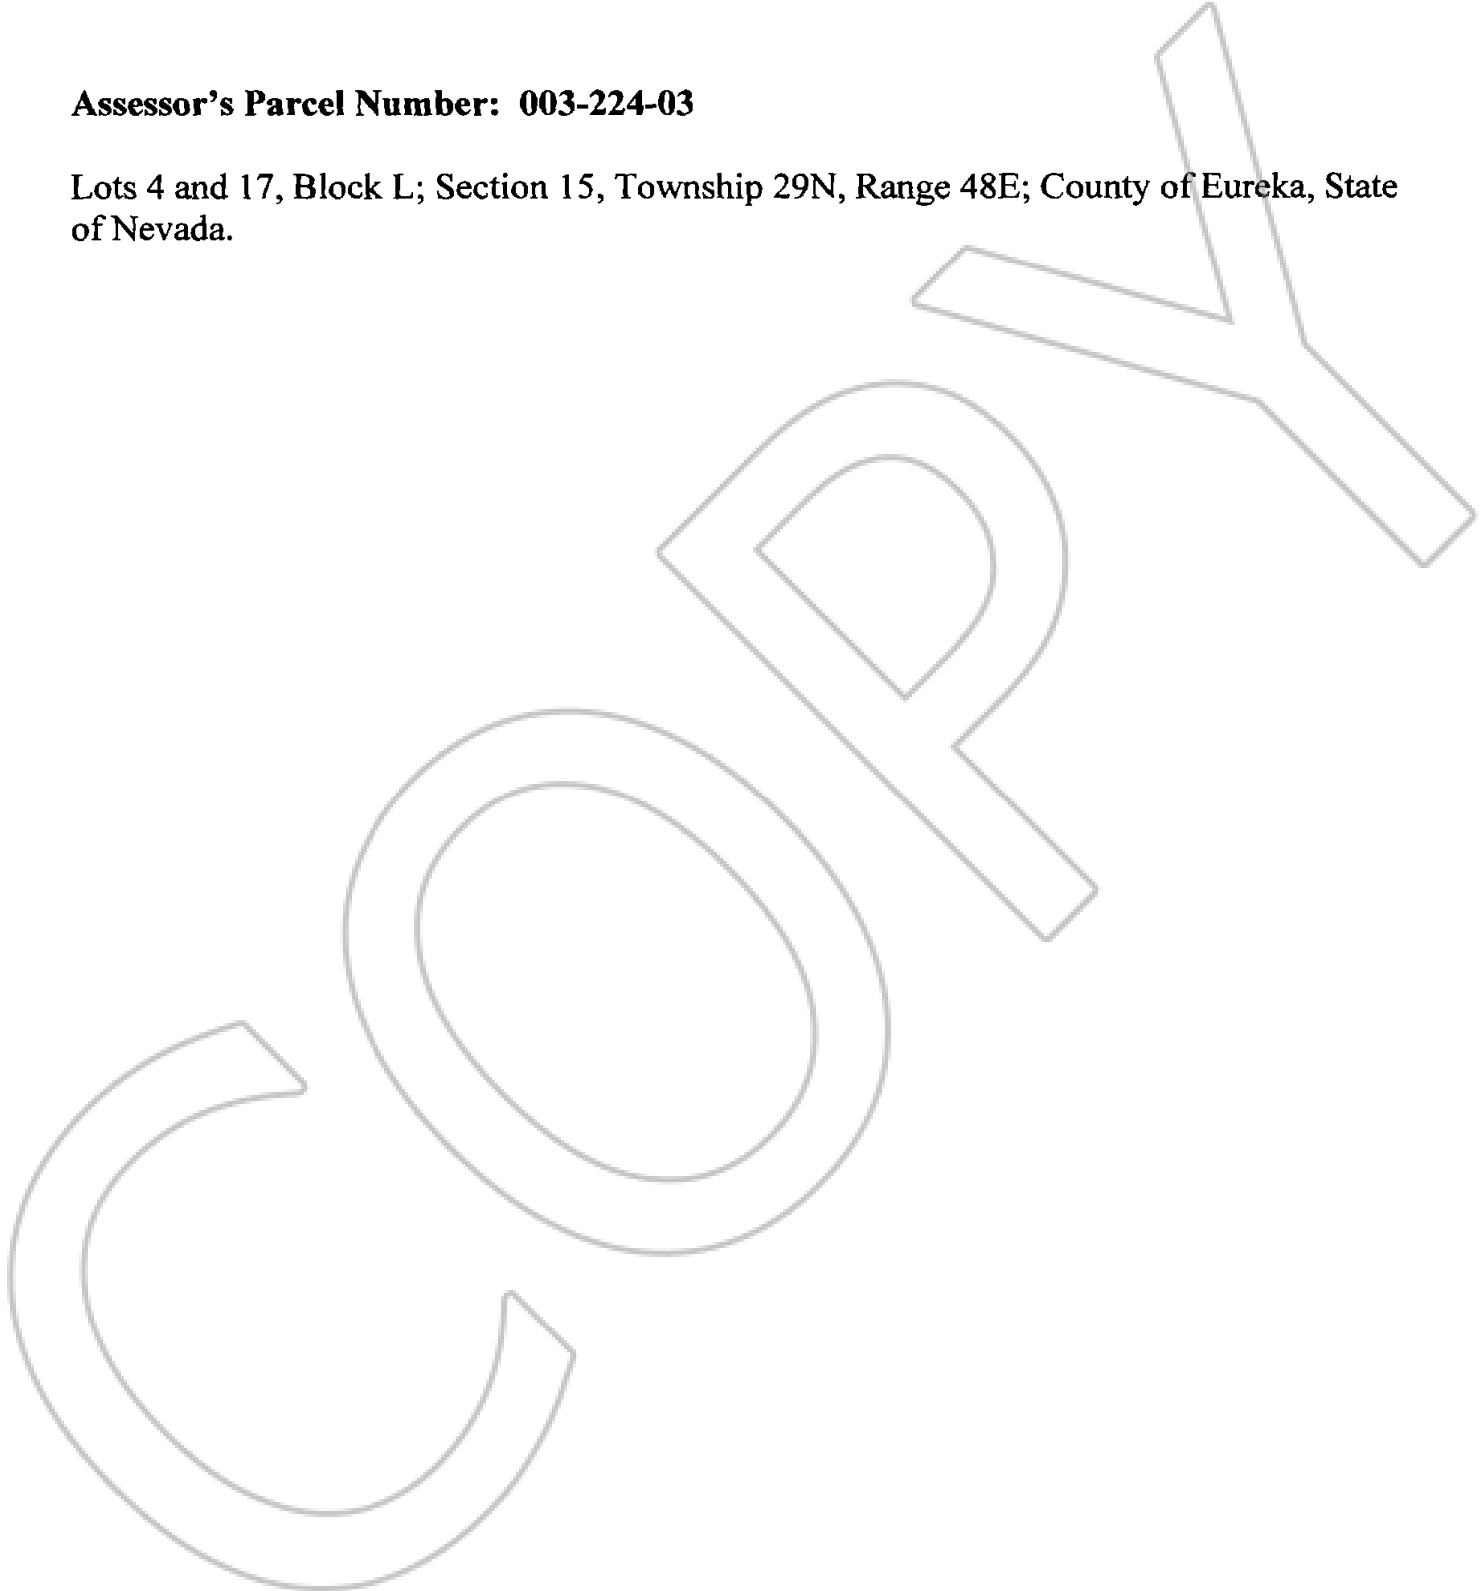 Assessor's Parcel Number: 003-224-03
Lots 4 and 17, Block L; Section 15, Township 29N, Range 48E; County of Eureka, State
of Nevada.
COPY